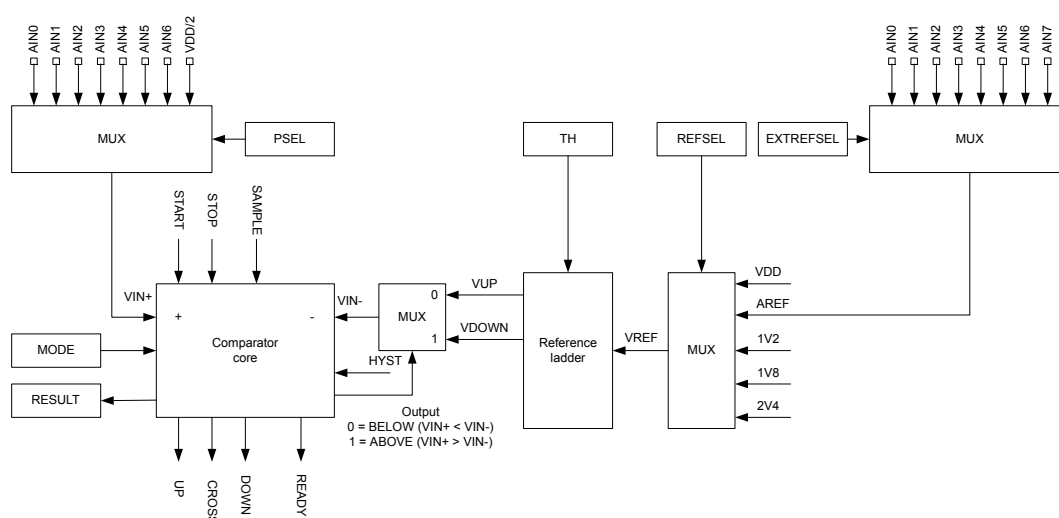 AIN0
AIN1
AIN2
AIN3
AIN4
AIN5
AIN6
VDD/2
AIN0
AIN1
AIN2
AIN3
AIN4
AIN5
AIN6
AIN7
MUX
PSEL
TH
REFSEL
EXTREFSEL
MUX
START
STOP
SAMPLE
VIN+
+
Comparator
core
VIN-
-
MUX
0
1
VUP
VDOWN
HYST
Reference
ladder
VREF
MUX
VDD
AREF
1V2
1V8
2V4
MODE
RESULT
Output
0 = BELOW (VIN+ < VIN-)
1 = ABOVE (VIN+ > VIN-)
UP
CROSS
DOWN
READY